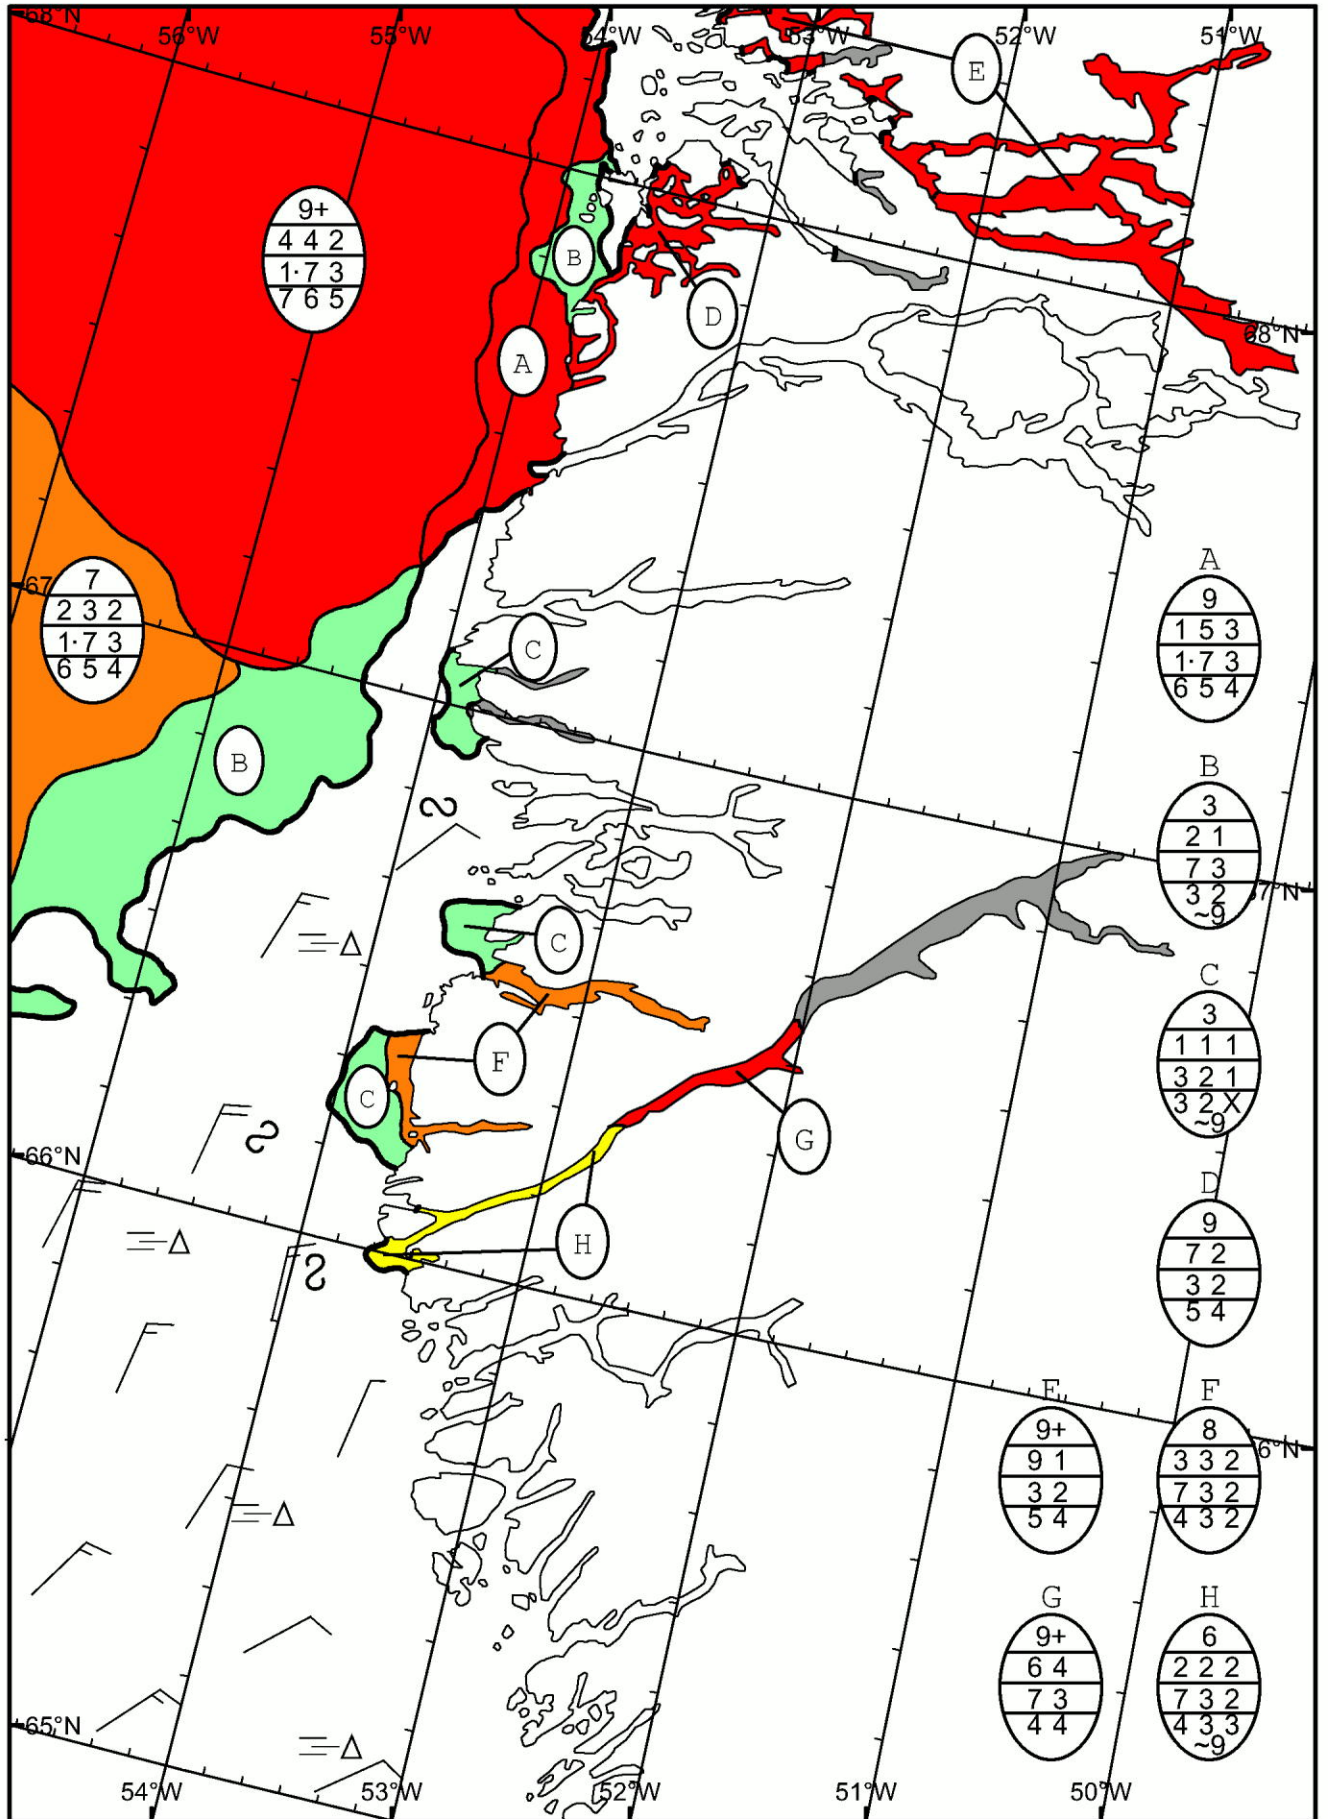 68°N
56°W
55°W
54°W
53°W
52°W
51°W
E
9+
4 4 2
1· 7 3
7 6 5
B
D
68°N
A
7
2 3 2
1· 7 3
6 5 4
67
C
B
A
9
1 5 3
1· 7 3
6 5 4
B
3
2 1
7 3
3 2
~9
67°N
C
F
C
G
C
3
1 1 1
3 2 1
3 2 X
~9
66°N
H
D
9
7 2
3 2
5 4
E
9+
9 1
3 2
5 4
F
8
3 3 2
7 3 2
4 3 2
66°N
G
9+
6 4
7 3
4 4
H
6
2 2 2
7 3 2
4 3 3
~9
65°N
54°W
53°W
52°W
51°W
50°W